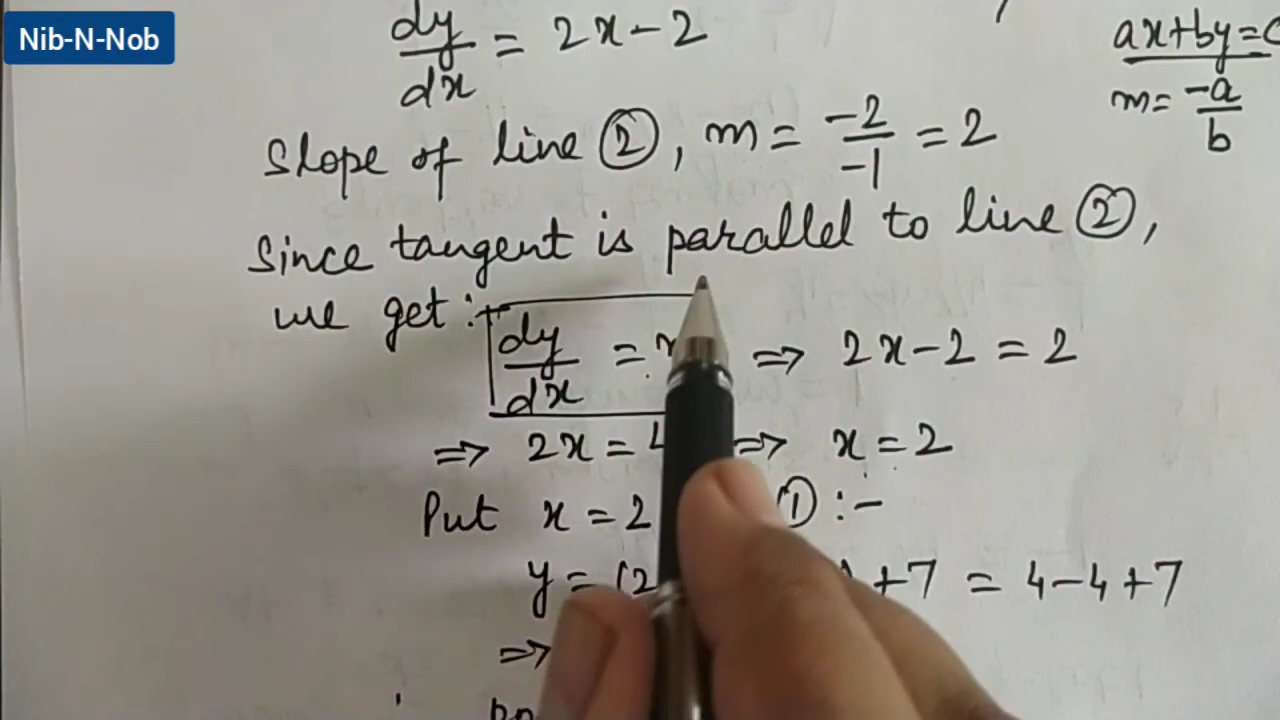 Nib-N-Nob
dy/dx = 2x-2
ax+by=c
m = -a/b
Slope of line ②, m = -2/-1 = 2
Since tangent is parallel to line ②,
we get :- dy/dx = ⇒ 2x-2 = 2
⇒ 2x = 4 ⇒ x = 2
Put x = 2 ① :-
y = (2 ) +7 = 4-4+7
⇒